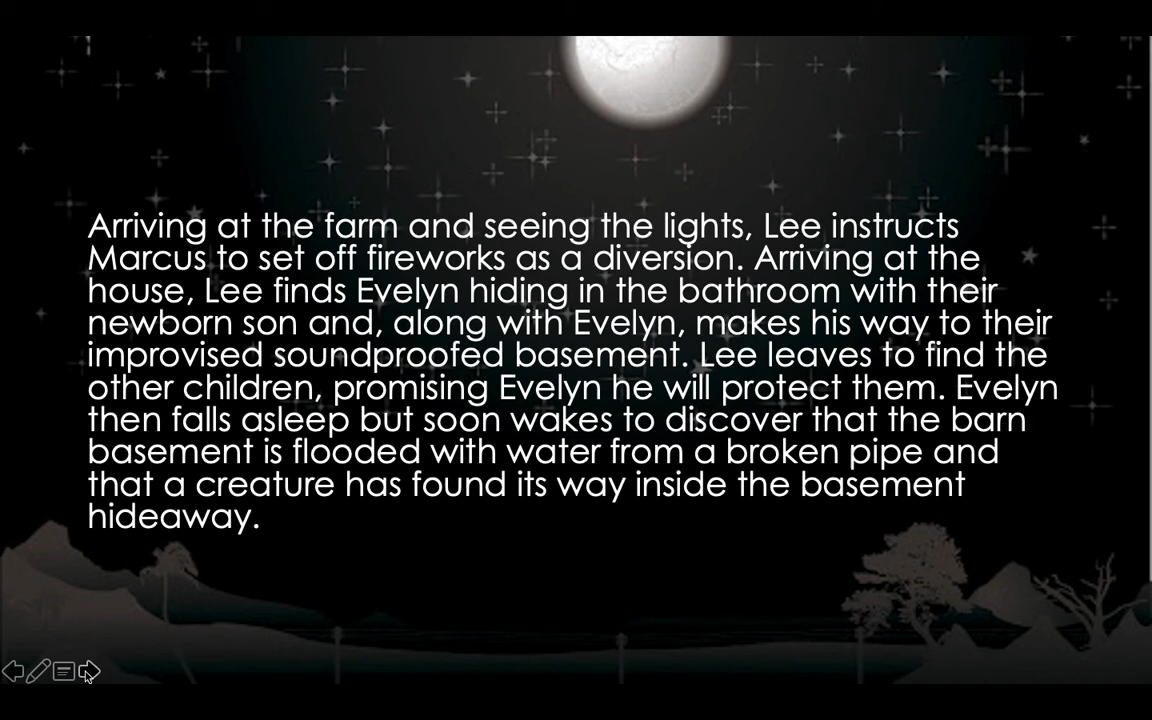 Arriving at the farm and seeing the lights, Lee instructs
Marcus to set off fireworks as a diversion. Arriving at the
house, Lee finds Evelyn hiding in the bathroom with their
newborn son and, along with Evelyn, makes his way to their
improvised soundproofed basement. Lee leaves to find the
other children, promising Evelyn he will protect them. Evelyn
then falls asleep but soon wakes to discover that the barn
basement is flooded with water from a broken pipe and
that a creature has found its way inside the basement
hideaway.